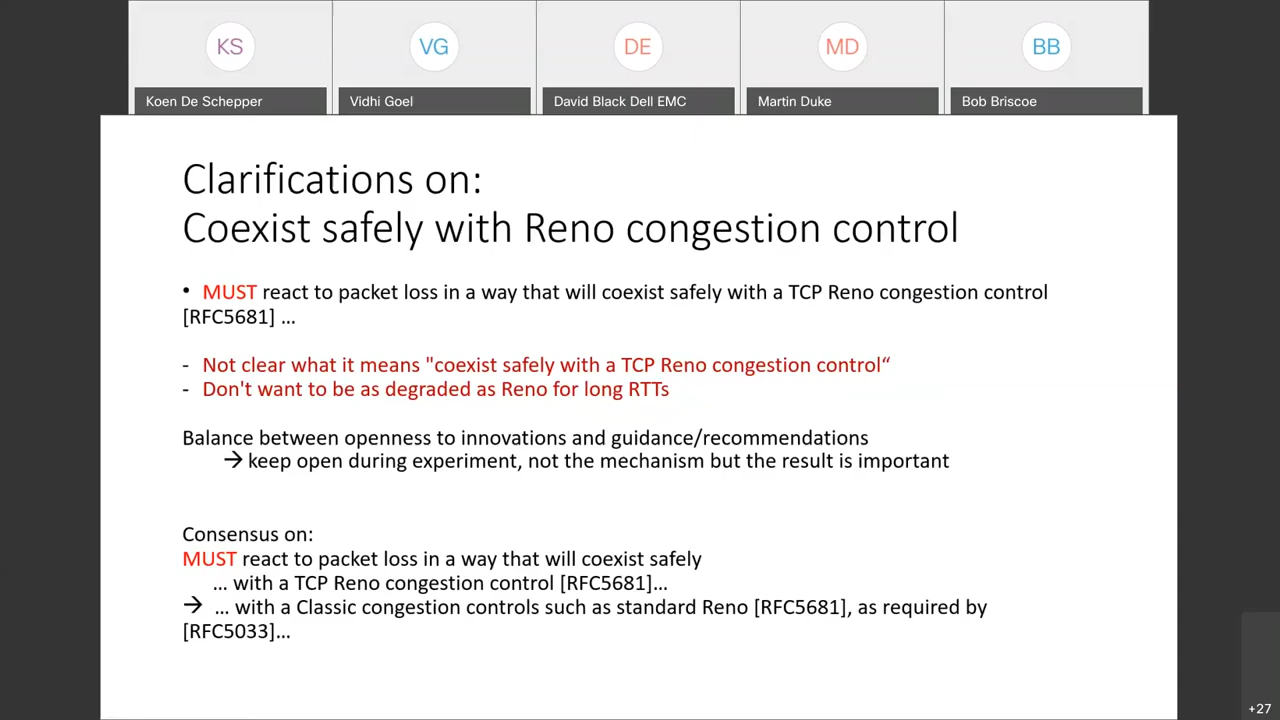 KS
VG
DE
MD
BB
Koen De Schepper
Vidhi Goel
David Black Dell EMC
Martin Duke
Bob Briscoe
Clarifications on:
Coexist safely with Reno congestion control
• MUST react to packet loss in a way that will coexist safely with a TCP Reno congestion control
[RFC5681] ...
- Not clear what it means "coexist safely with a TCP Reno congestion control“
- Don't want to be as degraded as Reno for long RTTs
Balance between openness to innovations and guidance/recommendations
→ keep open during experiment, not the mechanism but the result is important
Consensus on:
MUST react to packet loss in a way that will coexist safely
... with a TCP Reno congestion control [RFC5681]...
→ ... with a Classic congestion controls such as standard Reno [RFC5681], as required by
[RFC5033]...
+27